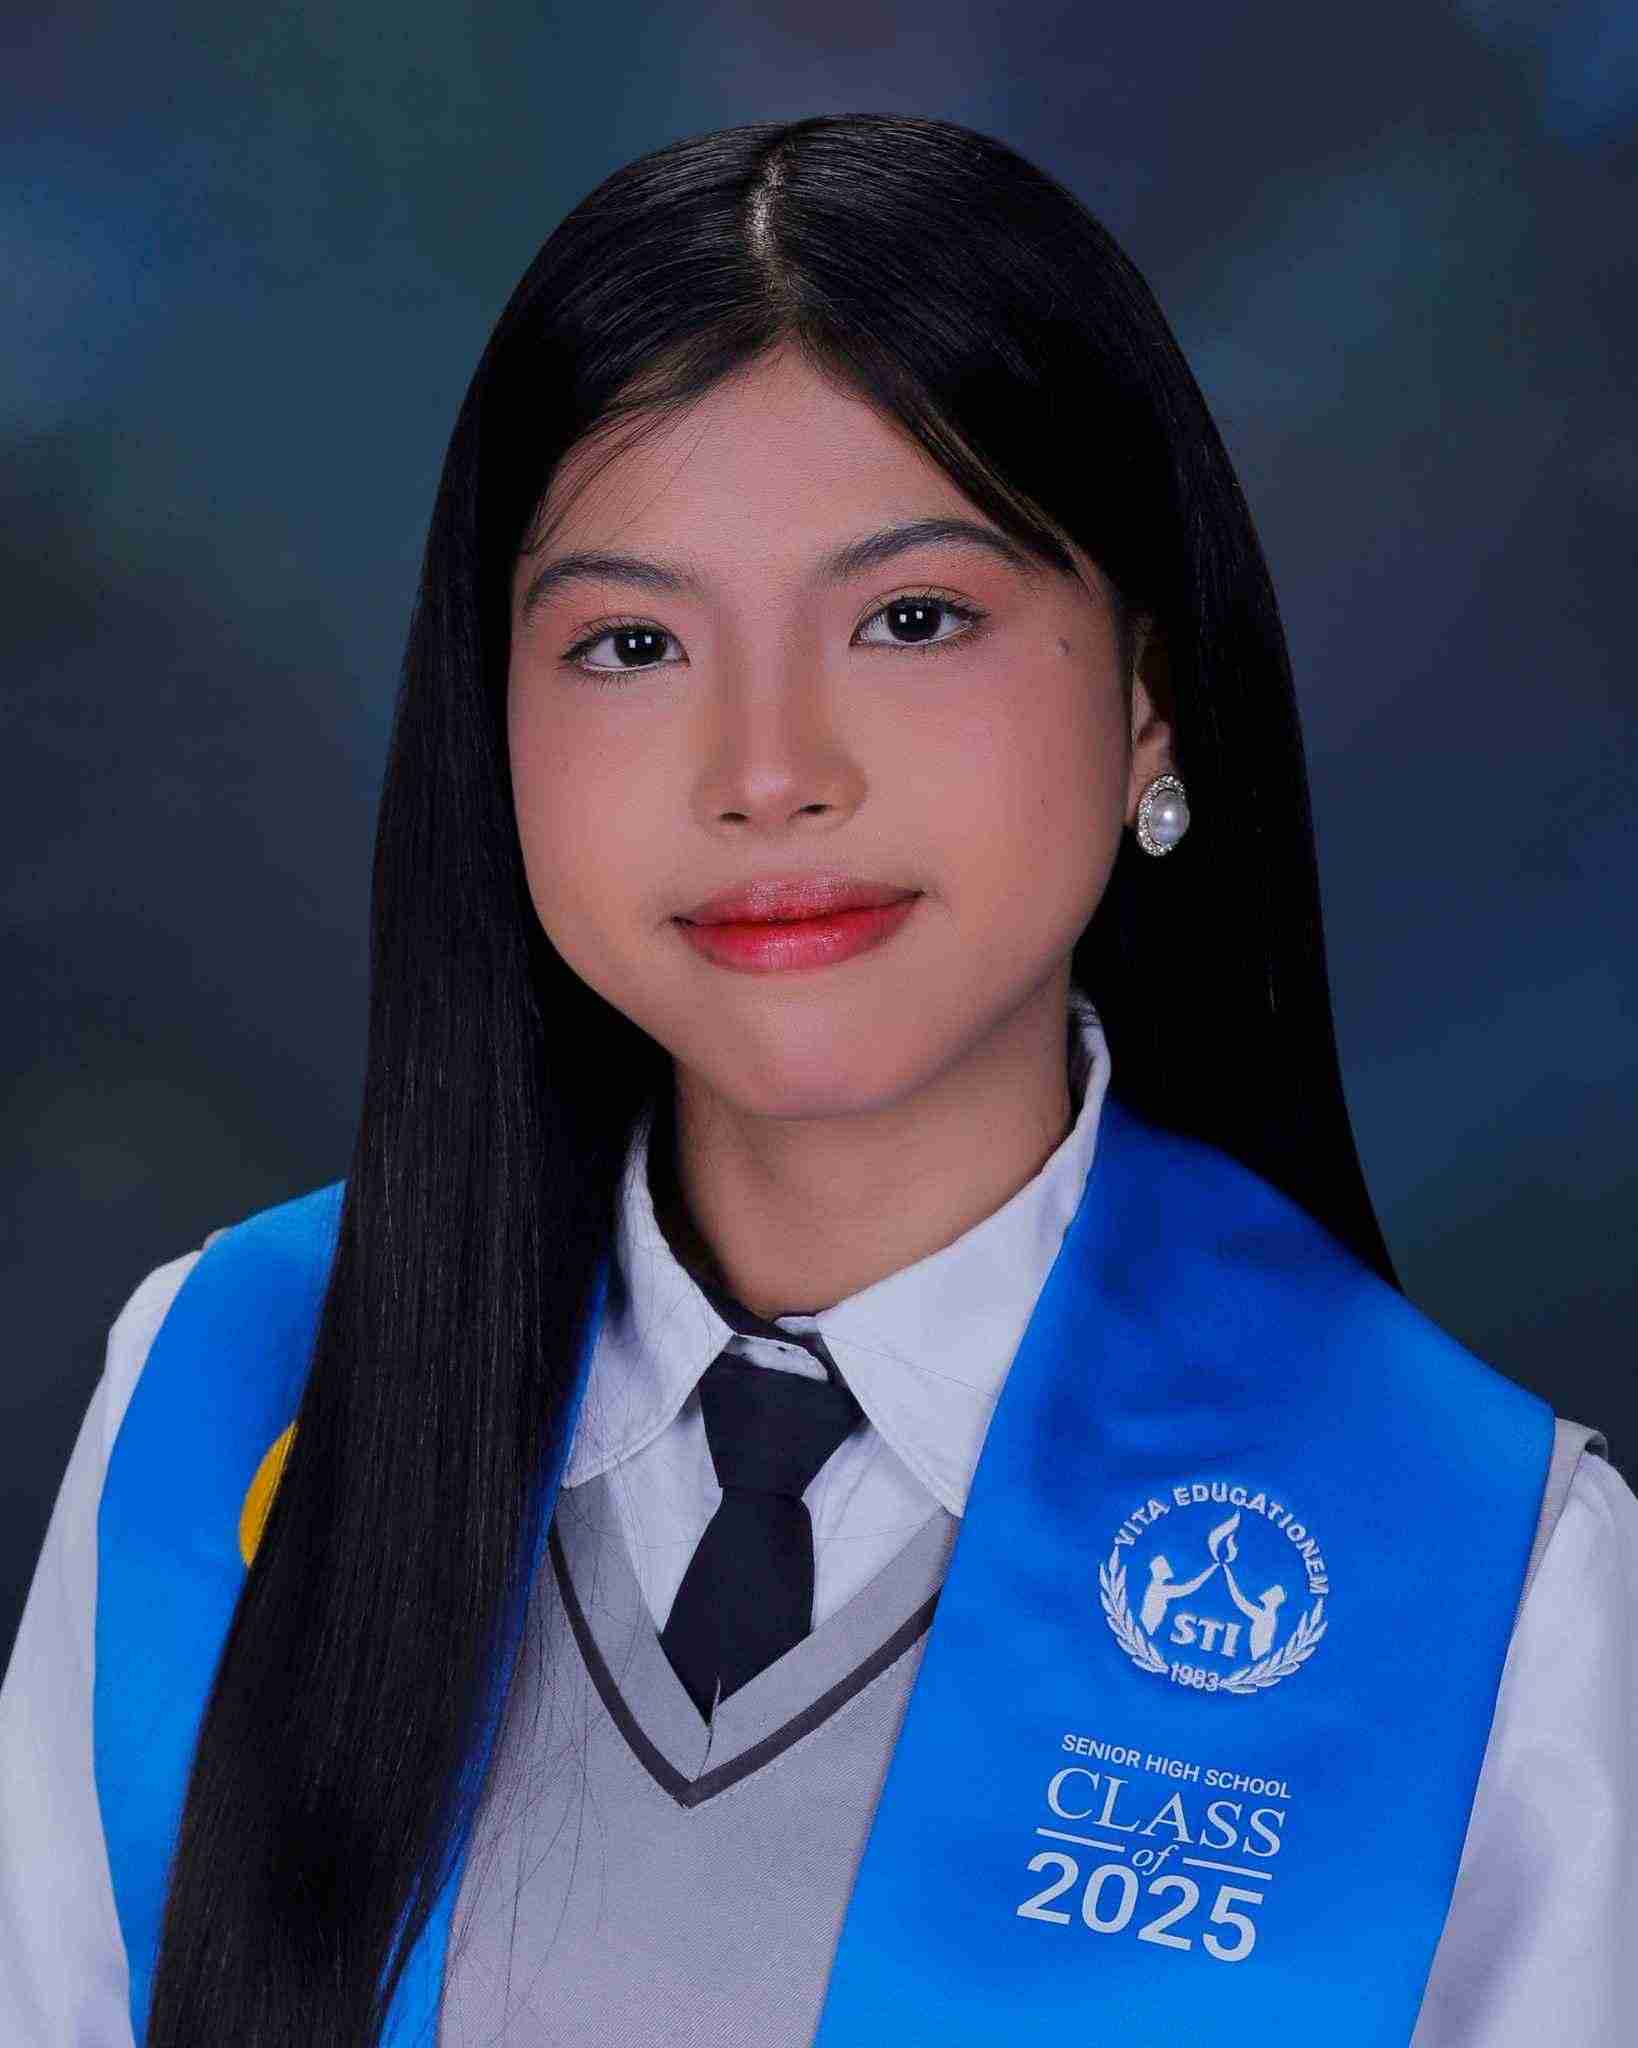 VITA EDUCATIONEM
STI
1983
SENIOR HIGH SCHOOL
CLASS
of
2025